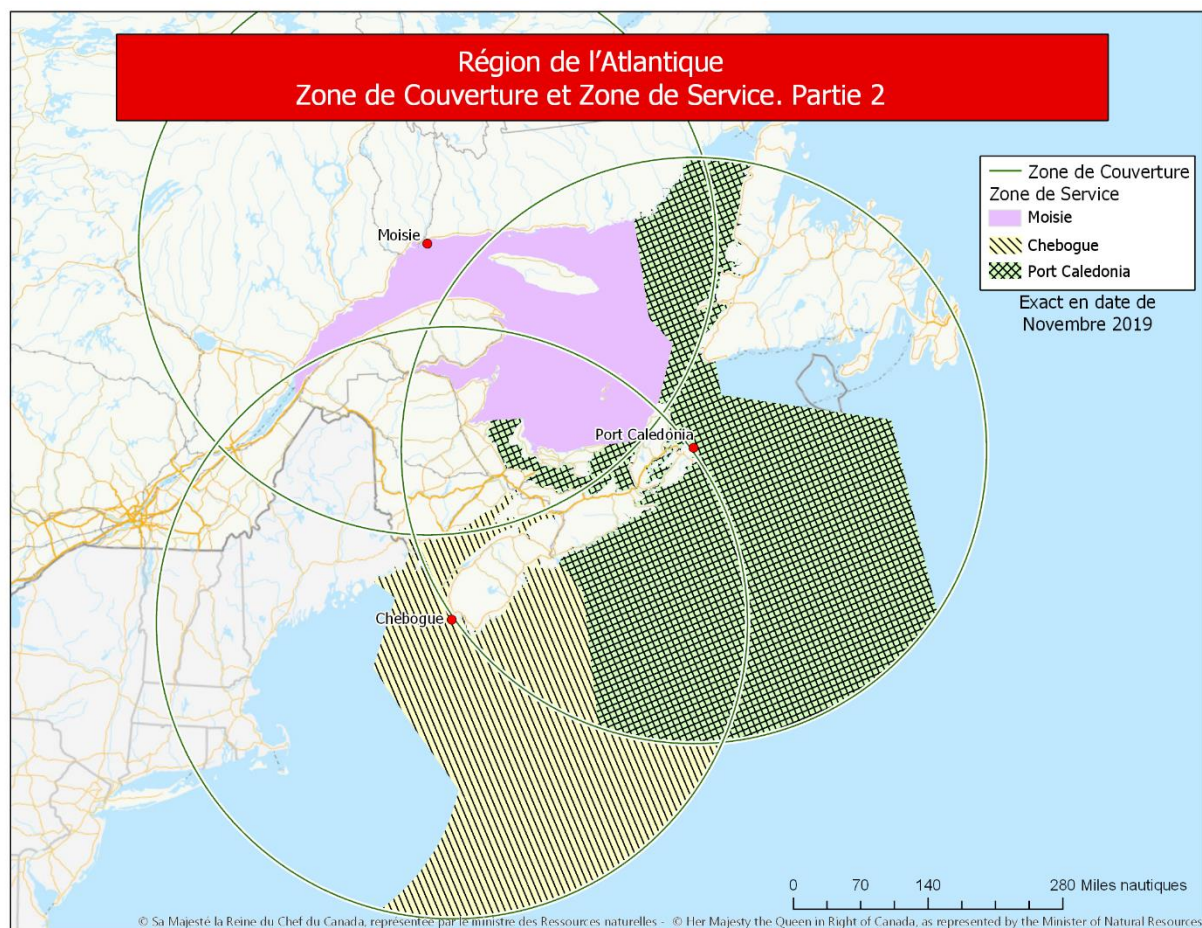 Région de l'Atlantique
Zone de Couverture et Zone de Service. Partie 2
Zone de Couverture
Zone de Service
Moisie
Chebogue
Port Caledonia
Exact en date de
Novembre 2019
Moisie
Port Caledonia
Chebogue
0 70 140 280 Miles nautiques
© Sa Majesté la Reine du Chef du Canada, représentée par le ministre des Ressources naturelles - © Her Majesty the Queen in Right of Canada, as represented by the Minister of Natural Resources